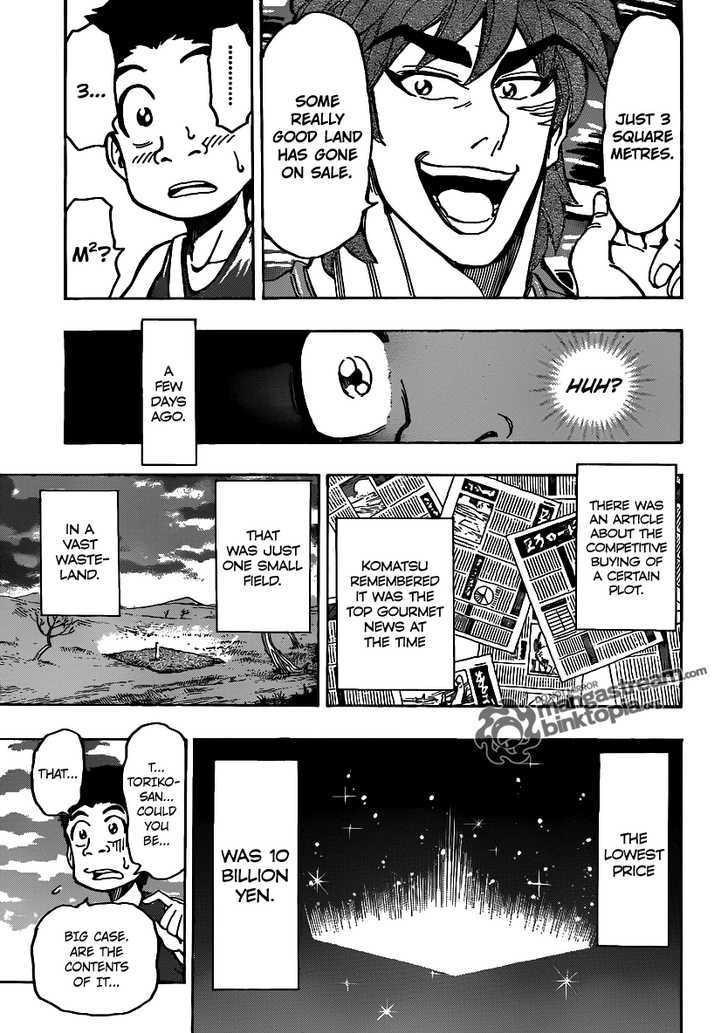 JUST 3
SQUARE
METRES.
SOME
REALLY
GOOD LAND
HAS GONE
ON SALE.
.........
3...
M²?
HUH?
A
FEW
DAYS
AGO.
THERE WAS
AN ARTICLE
ABOUT THE
COMPETITIVE
BUYING OF
A CERTAIN
PLOT.
KOMATSU
REMEMBERED
IT WAS THE
TOP GOURMET
NEWS AT
THE TIME
THAT
WAS JUST
ONE SMALL
FIELD.
IN A
VAST
WASTE-
LAND.
mangastream.com
binktopia.org
THE
LOWEST
PRICE
WAS 10
BILLION
YEN.
T...
TORIKO-
SAN...
COULD
YOU
BE...
THAT...
BIG CASE.
ARE THE
CONTENTS
OF IT...